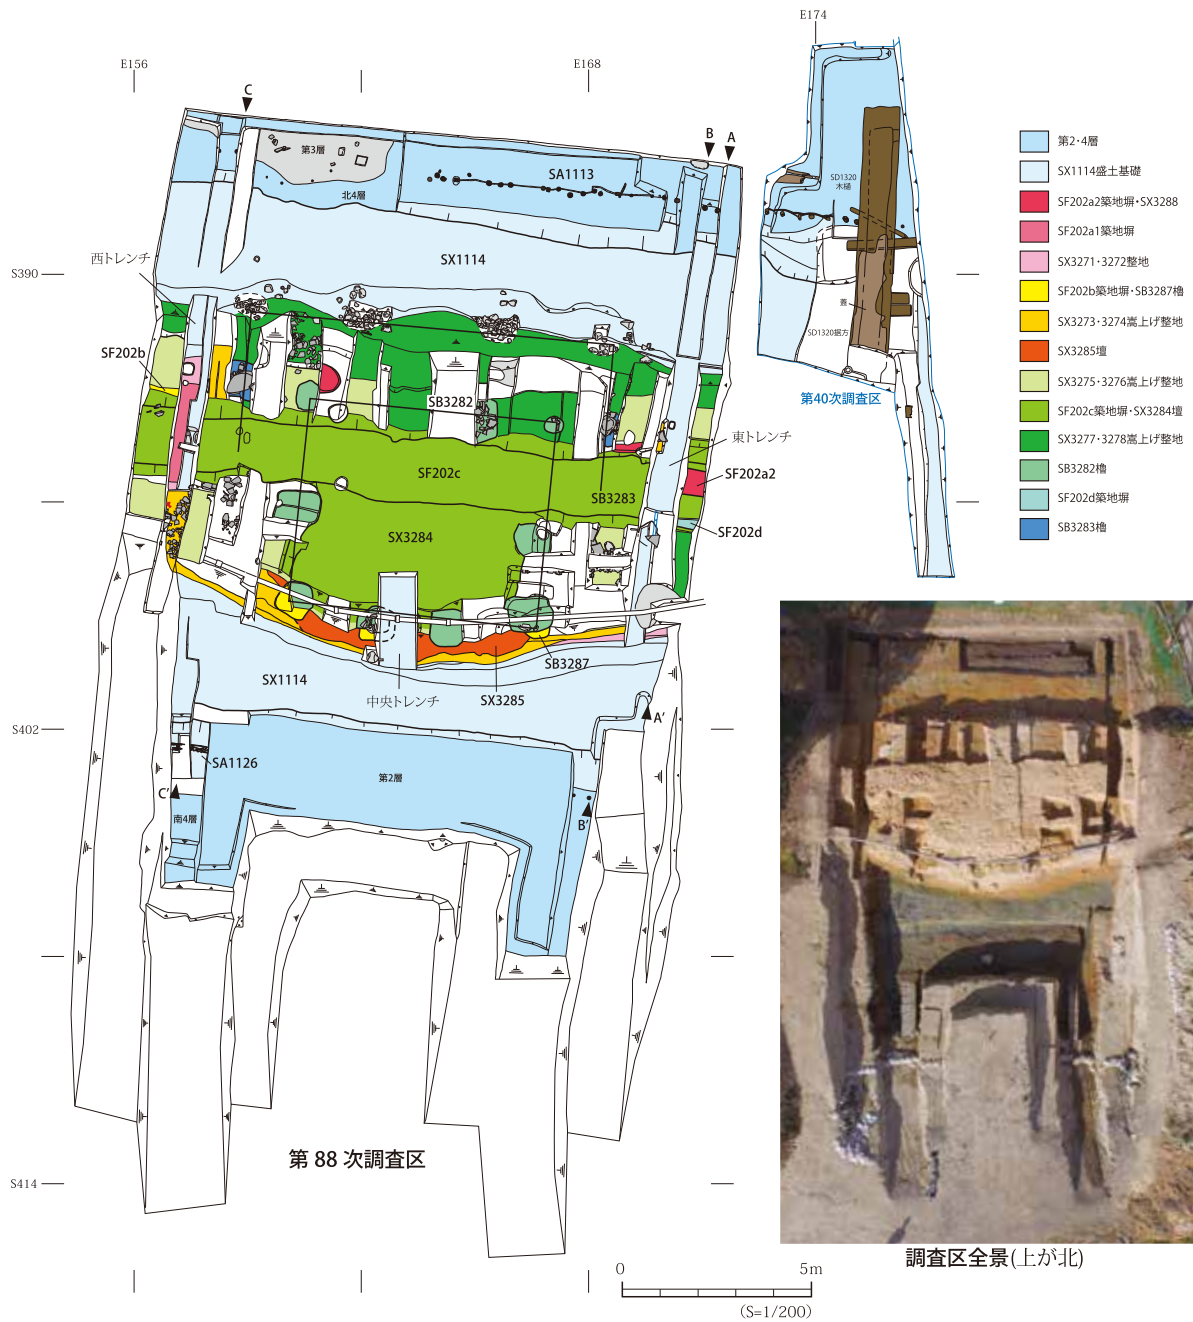 E174
E156
E168
C
B
A
第3層
SA1113
北4層
SD1320
木樋
SX1114
S390
西トレンチ
蓋
SD1320掘方
SF202b
SB3282
第40次調査区
東トレンチ
SF202c
SF202a2
SB3283
SX3284
SF202d
SB3287
SX1114
中央トレンチ
SX3285
A'
S402
SA1126
第2層
C'
B'
南4層
第88次調査区
S414
第2・4層
SX1114盛土基礎
SF202a2築地塀・SX3288
SF202a1築地塀
SX3271・3272整地
SF202b築地塀・SB3287櫓
SX3273・3274嵩上げ整地
SX3285壇
SX3275・3276嵩上げ整地
SF202c築地塀・SX3284壇
SX3277・3278嵩上げ整地
SB3282櫓
SF202d築地塀
SB3283櫓
調査区全景(上が北)
0
5m
(S=1/200)